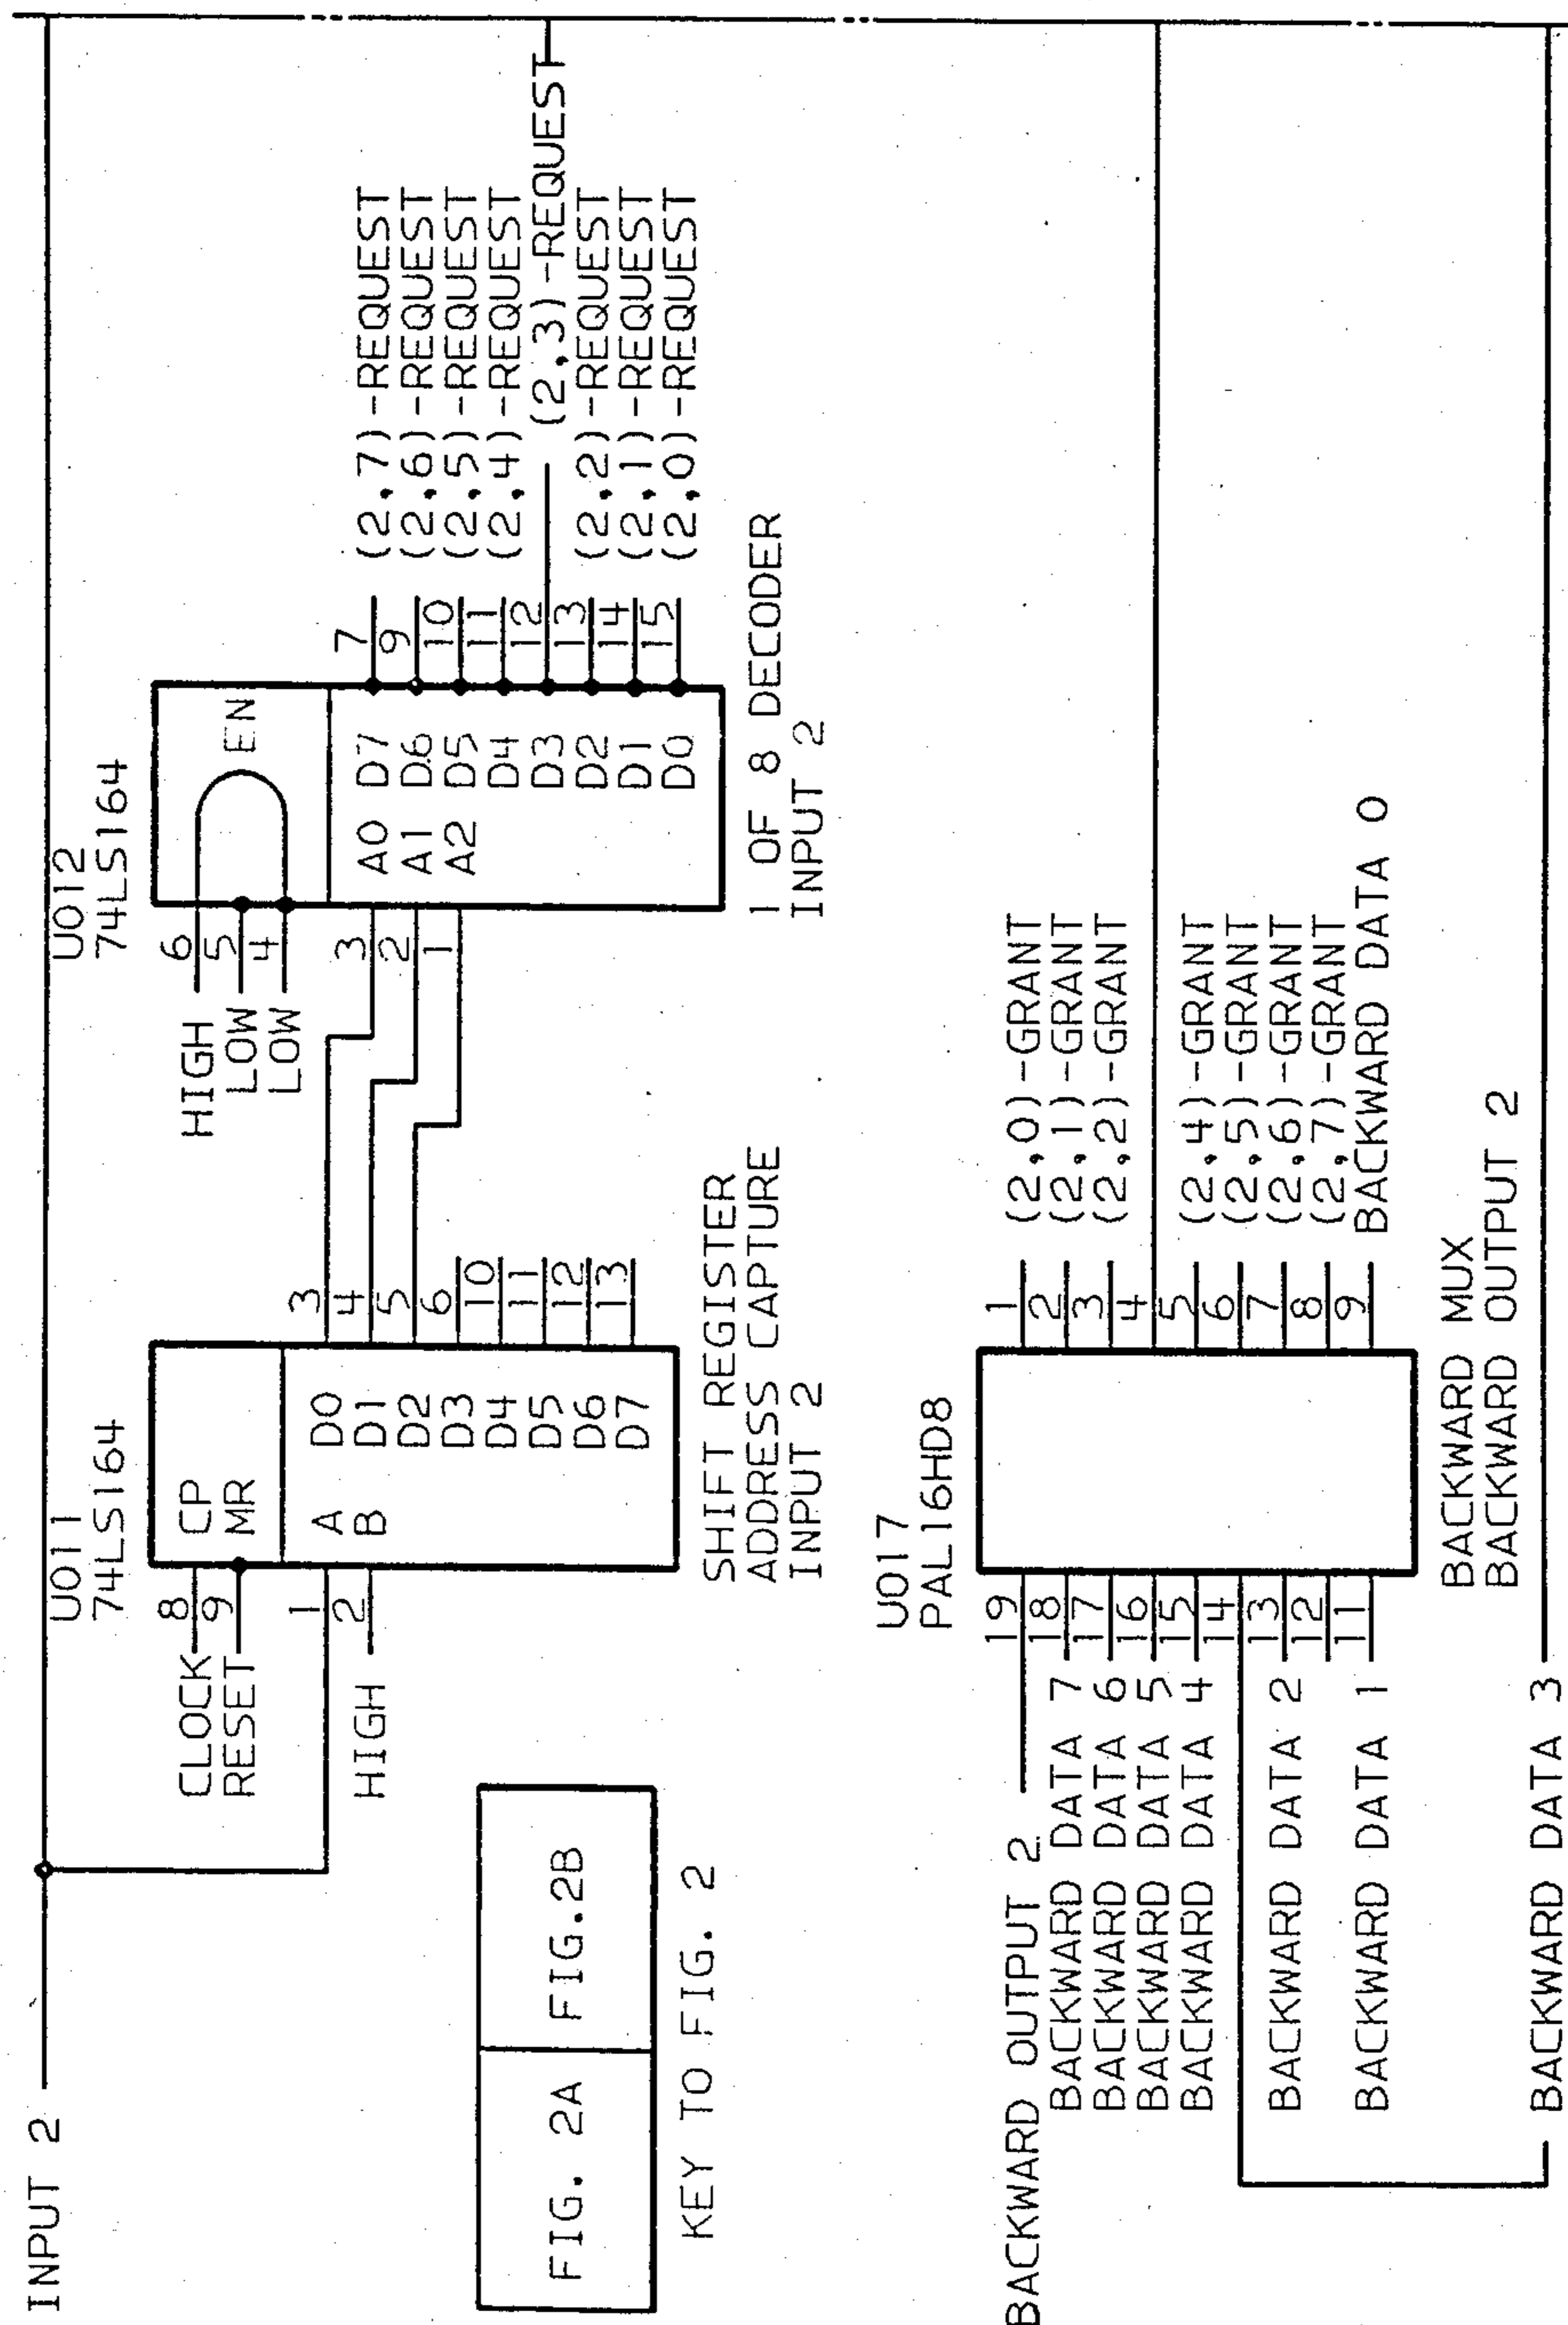 INPUT 2
U011
74LS164
CLOCK
RESET
8
9
CP
MR
1
2
HIGH
A
B
D0
D1
D2
D3
D4
D5
D6
D7
3
4
5
6
10
11
12
13
SHIFT REGISTER
ADDRESS CAPTURE
INPUT 2
U012
74LS164
HIGH
LOW
LOW
6
5
4
EN
3
2
1
A0
A1
A2
D7
D6
D5
D4
D3
D2
D1
D0
7
9
10
11
12
13
14
15
(2,7)-REQUEST
(2,6)-REQUEST
(2,5)-REQUEST
(2,4)-REQUEST
(2,3)-REQUEST
(2,2)-REQUEST
(2,1)-REQUEST
(2,0)-REQUEST
1 OF 8 DECODER
INPUT 2
FIG. 2A
FIG.2B
KEY TO FIG. 2
U017
PAL16HD8
BACKWARD OUTPUT 2
BACKWARD DATA 7
BACKWARD DATA 6
BACKWARD DATA 5
BACKWARD DATA 4
BACKWARD DATA 2
BACKWARD DATA 1
BACKWARD DATA 3
19
18
17
16
15
14
13
12
11
1
2
3
4
5
6
7
8
9
(2,0)-GRANT
(2,1)-GRANT
(2,2)-GRANT
(2,4)-GRANT
(2,5)-GRANT
(2,6)-GRANT
(2,7)-GRANT
BACKWARD DATA 0
BACKWARD MUX
BACKWARD OUTPUT 2